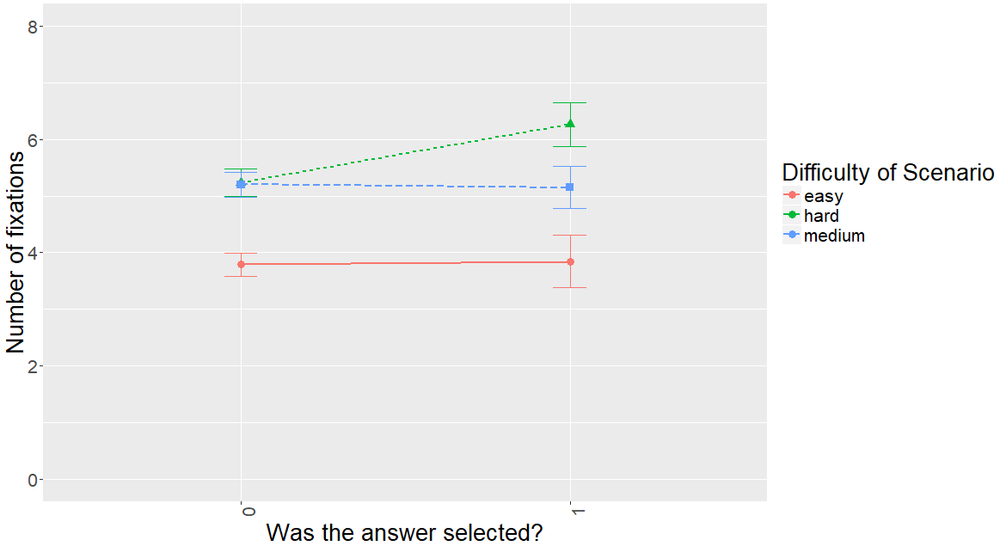 8
6
4
2
0
Number of fixations
0
1
Was the answer selected?
Difficulty of Scenario
easy
hard
medium